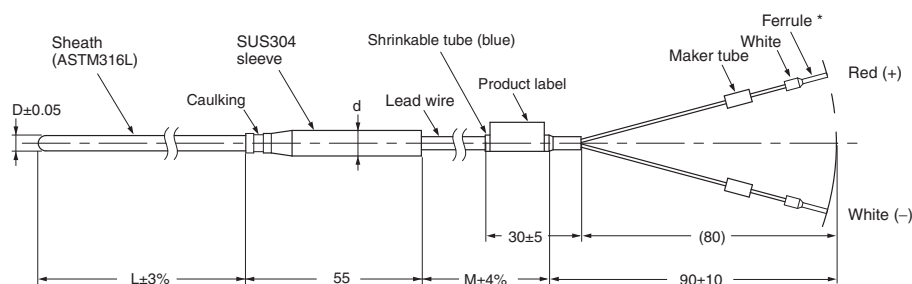 Ferrule *
White
Maker tube
Red (+)
Sheath
(ASTM316L)
SUS304
sleeve
Shrinkable tube (blue)
Product label
Caulking
d
Lead wire
D±0.05
White (–)
30±5
(80)
L±3%
55
M±4%
90±10